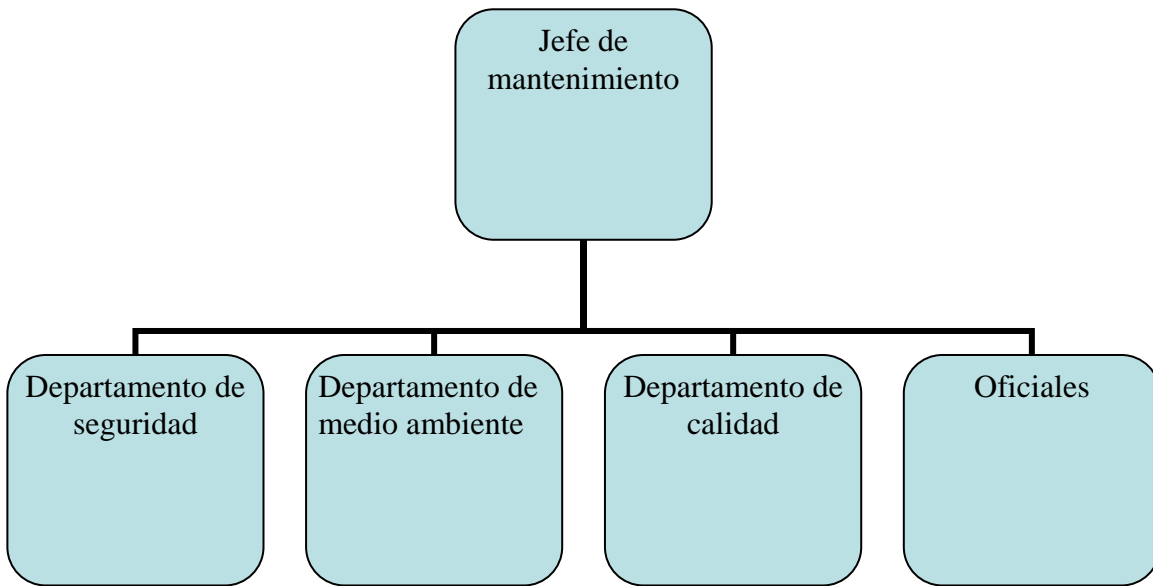 Jefe de
mantenimiento
Departamento de
seguridad
Departamento de
medio ambiente
Departamento de
calidad
Oficiales